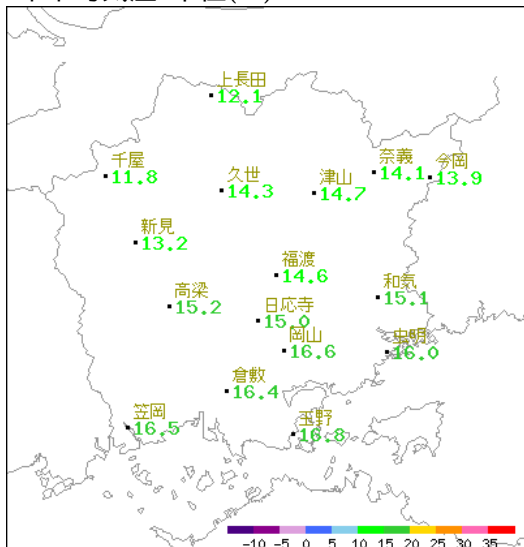 上長田
12.1
千屋
11.8
久世
14.3
津山
14.7
奈義
14.1
今岡
13.9
新見
13.2
福渡
14.6
高梁
15.2
和気
15.1
日応寺
15.0
岡山
16.6
虫明
16.0
倉敷
16.4
笠岡
16.5
玉野
16.8
-10 -5 0 5 10 15 20 25 30 35